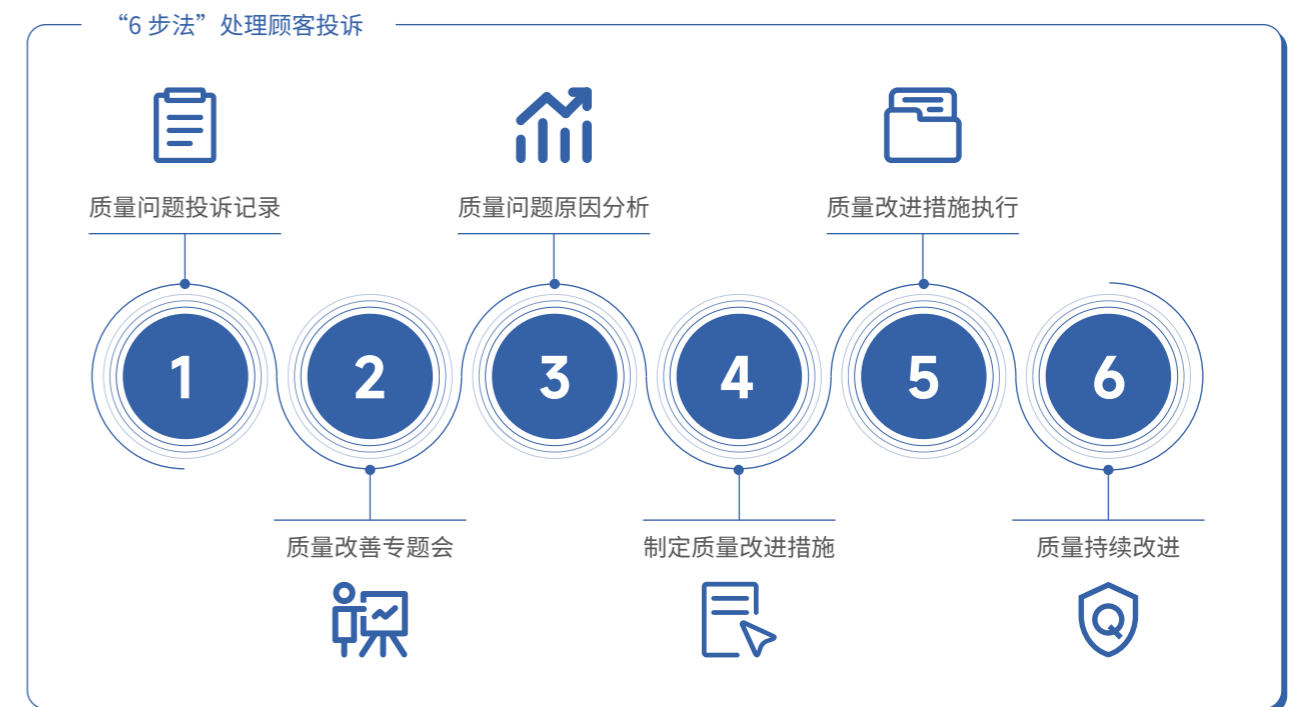 “6 步法”处理顾客投诉
质量问题投诉记录
质量问题原因分析
质量改进措施执行
1
2
3
4
5
6
质量改善专题会
制定质量改进措施
质量持续改进
Q